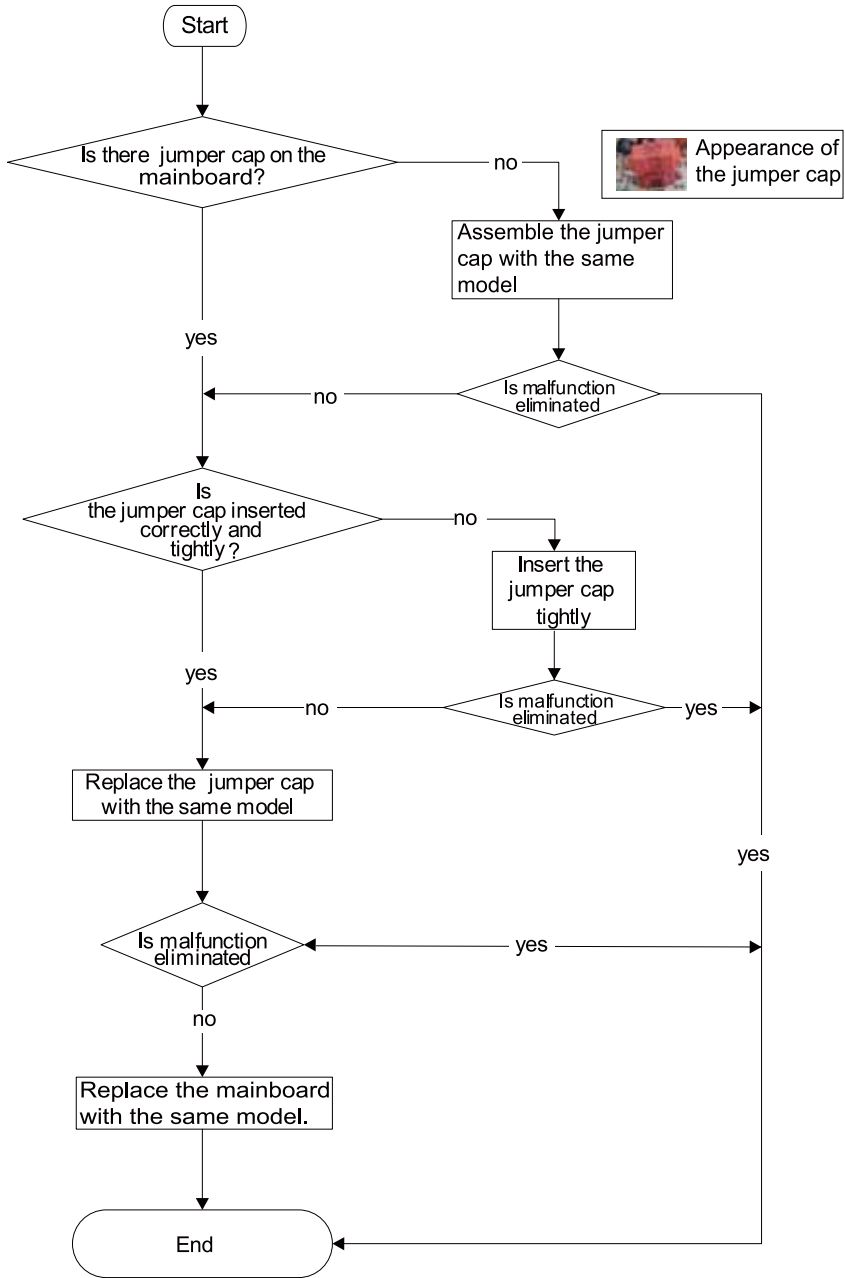 Start
Is there jumper cap on the
mainboard?
no
Appearance of
the jumper cap
Assemble the jumper
cap with the same
model
yes
Is malfunction
eliminated
no
Is
the jumper cap inserted
correctly and
tightly?
no
Insert the
jumper cap
tightly
yes
Is malfunction
eliminated
no
yes
Replace the jumper cap
with the same model
yes
Is malfunction
eliminated
yes
no
Replace the mainboard
with the same model.
End